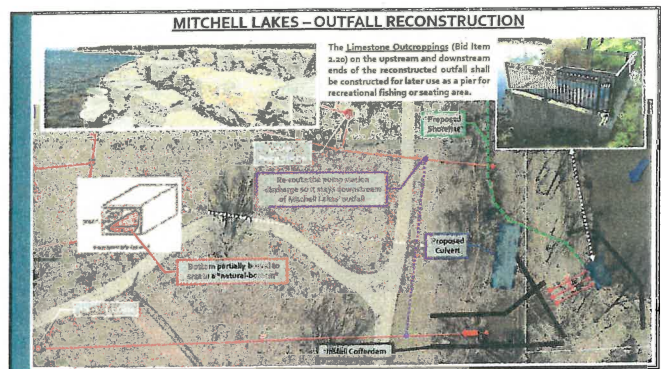 MITCHELL LAKES – OUTFALL RECONSTRUCTION
The Limestone Outcroppings (Bid Item
2.20) on the upstream and downstream
ends of the reconstructed outfall shall
be constructed for later use as a pier for
recreational fishing or seating area.
Proposed
Shoreline
Re-route the pump station
discharge so it stays downstream
of Mitchell Lakes' outfall
Proposed
Culvert
Bottom partially buried to
"natural-bottom"
Install Cofferdam